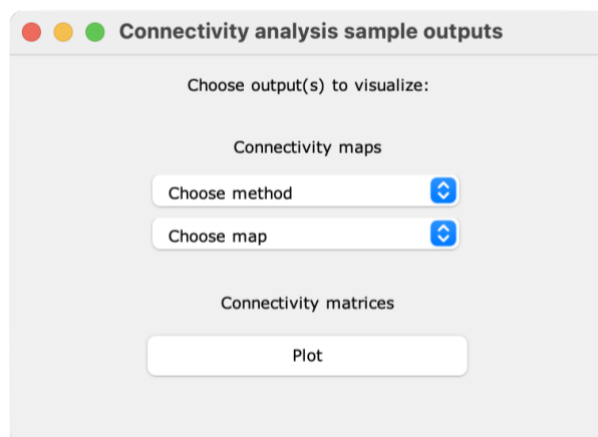 Connectivity analysis sample outputs
Choose output(s) to visualize:
Connectivity maps
Choose method
Choose map
Connectivity matrices
Plot